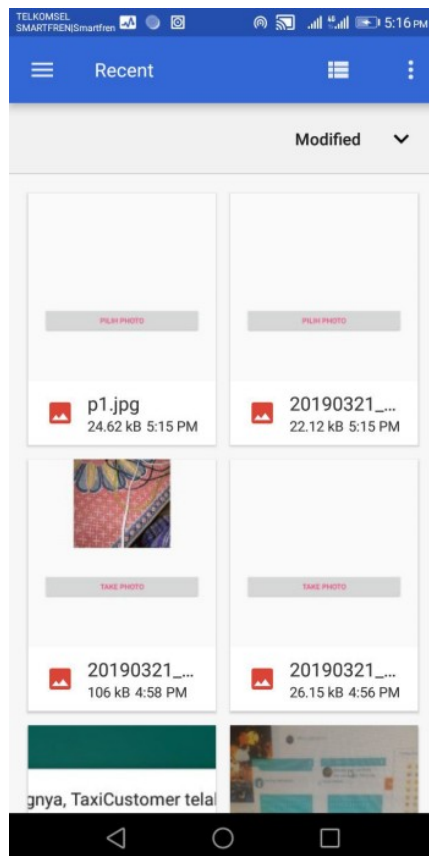 TELKOMSEL
SMARTFREN|Smartfren
5:16 PM
Recent
Modified
PILIH PHOTO
PILIH PHOTO
p1.jpg
24.62 kB 5:15 PM
20190321_...
22.12 kB 5:15 PM
TAKE PHOTO
TAKE PHOTO
20190321_...
106 kB 4:58 PM
20190321_...
26.15 kB 4:56 PM
gnya, TaxiCustomer telal